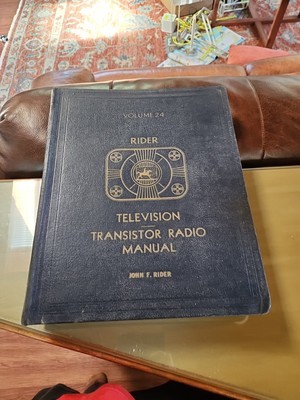 VOLUME 24
RIDER
TELEVISION
TRANSISTOR RADIO
MANUAL
JOHN F. RIDER